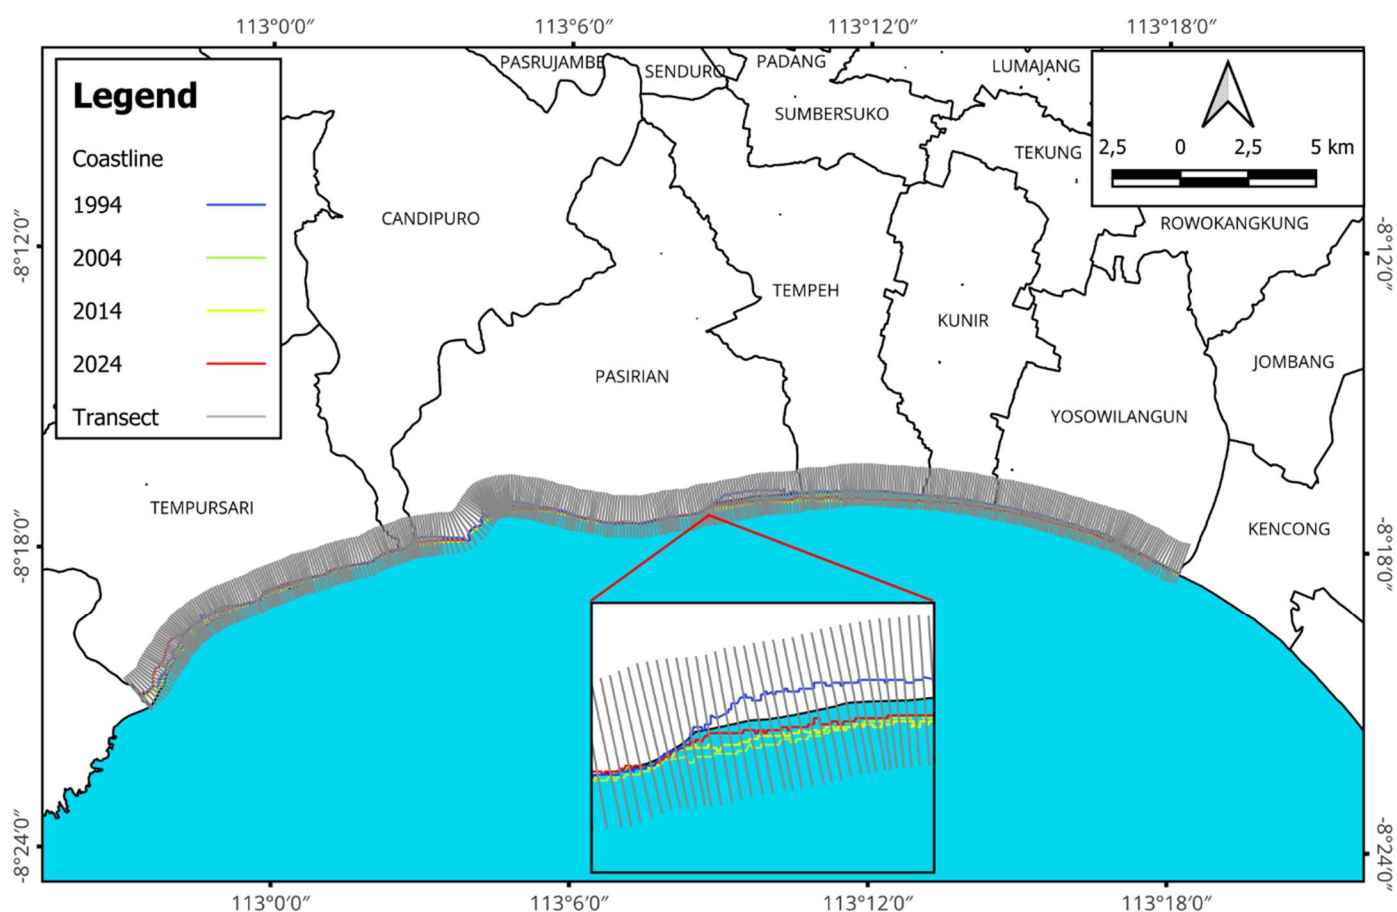 113°0′0″ 113°6′0″ 113°12′0″ 113°18′0″
Legend
Coastline
1994
2004
2014
2024
Transect
2,5 0 2,5 5 km
PASRUJAMBE
SENDURO
PADANG
LUMAJANG
SUMBERSUKO
TEKUNG
CANDIPURO
ROWOKANGKUNG
-8°12′0″
-8°12′0″
TEMPEH
KUNIR
PASIRIAN
JOMBANG
YOSOWILANGUN
TEMPURSARI
KENCONG
-8°18′0″
-8°18′0″
-8°24′0″
-8°24′0″
113°0′0″ 113°6′0″ 113°12′0″ 113°18′0″